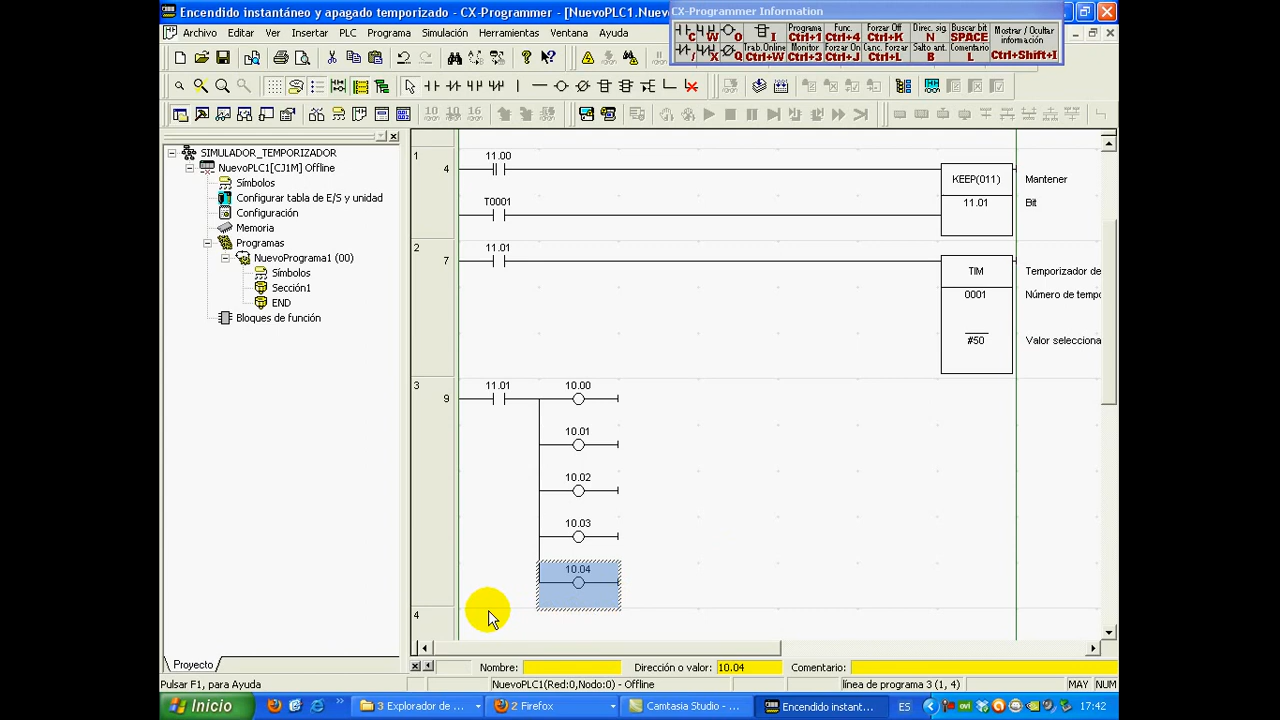 Encendido instantáneo y apagado temporizado - CX-Programmer - [NuevoPLC1.Nuev
CX-Programmer Information
Archivo Editar Ver Insertar PLC Programa Simulación Herramientas Ventana Ayuda
C W O I Programa Ctrl+1 Func. Ctrl+4 Forzar Off Ctrl+K Direc. sig. N Buscar bit SPACE Mostrar / Ocultar información
/ X Q Trab.Online Ctrl+W Monitor Ctrl+3 Forzar On Ctrl+J Canc. Forzar Ctrl+L Salto ant. B Comentario L Ctrl+Shift+I
10 10 16
SIMULADOR_TEMPORIZADOR
NuevoPLC1[CJ1M] Offline
Símbolos
Configurar tabla de E/S y unidad
Configuración
Memoria
Programas
NuevoPrograma1 (00)
Símbolos
Sección1
END
Bloques de función
Proyecto
1
4
11.00
KEEP(011)
Mantener
T0001
11.01
Bit
2
7
11.01
TIM
Temporizador de
0001
Número de tempo
#50
Valor selecciona
3
9
11.01
10.00
10.01
10.02
10.03
10.04
4
Nombre: Dirección o valor: 10.04 Comentario:
Pulsar F1, para Ayuda NuevoPLC1(Red:0,Nodo:0) - Offline línea de programa 3 (1, 4) MAY NUM
Inicio 3 Explorador de ... 2 Firefox Camtasia Studio - ... Encendido instant... ES ovi 17:42